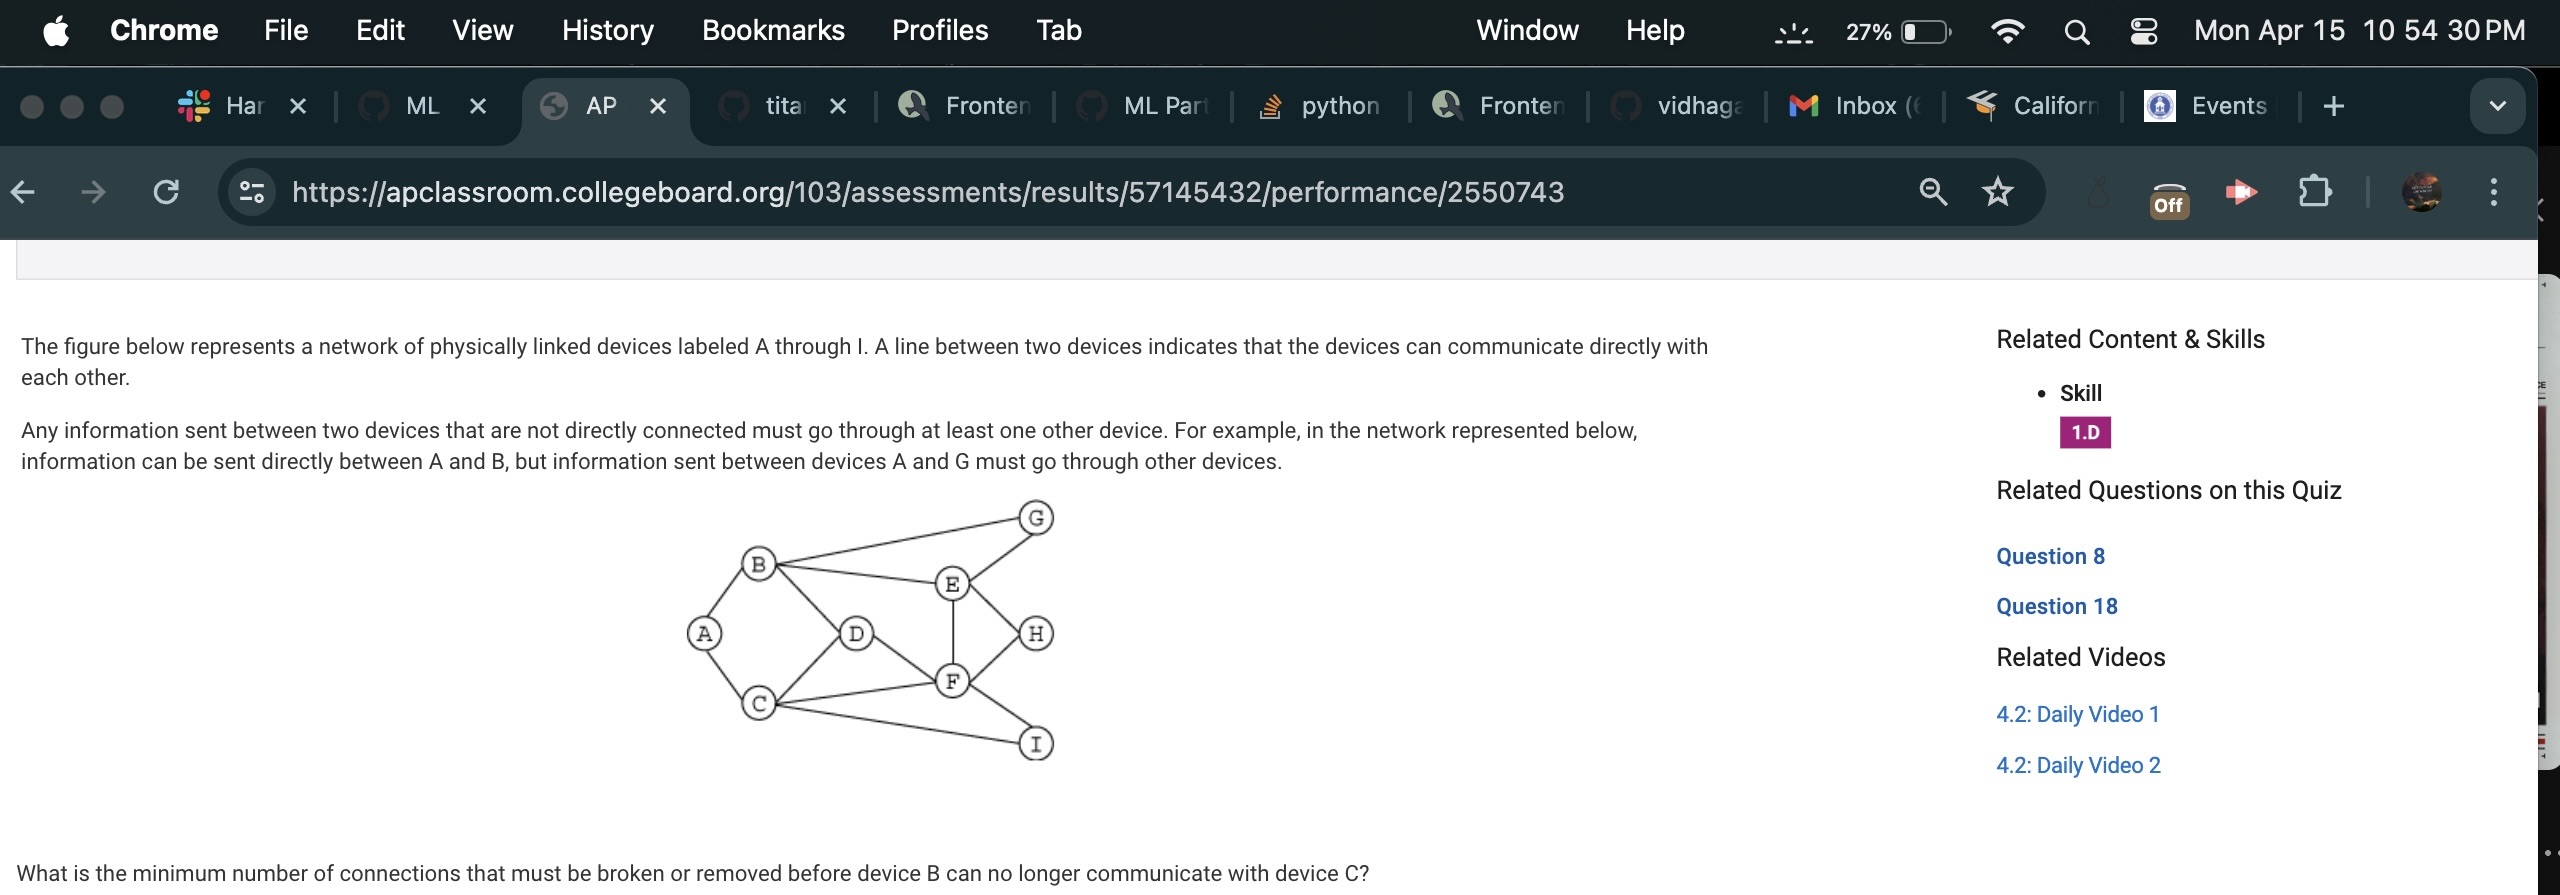 Chrome File Edit View History Bookmarks Profiles Tab Window Help 27% Mon Apr 15 10 54 30 PM
Har ML AP tita Fronten ML Part python Fronten vidhaga Inbox ( Californ Events
https://apclassroom.collegeboard.org/103/assessments/results/57145432/performance/2550743
Off
The figure below represents a network of physically linked devices labeled A through I. A line between two devices indicates that the devices can communicate directly with
each other.
Any information sent between two devices that are not directly connected must go through at least one other device. For example, in the network represented below,
information can be sent directly between A and B, but information sent between devices A and G must go through other devices.
G
B
E
A
D
H
F
C
I
What is the minimum number of connections that must be broken or removed before device B can no longer communicate with device C?
Related Content & Skills
• Skill
1.D
Related Questions on this Quiz
Question 8
Question 18
Related Videos
4.2: Daily Video 1
4.2: Daily Video 2